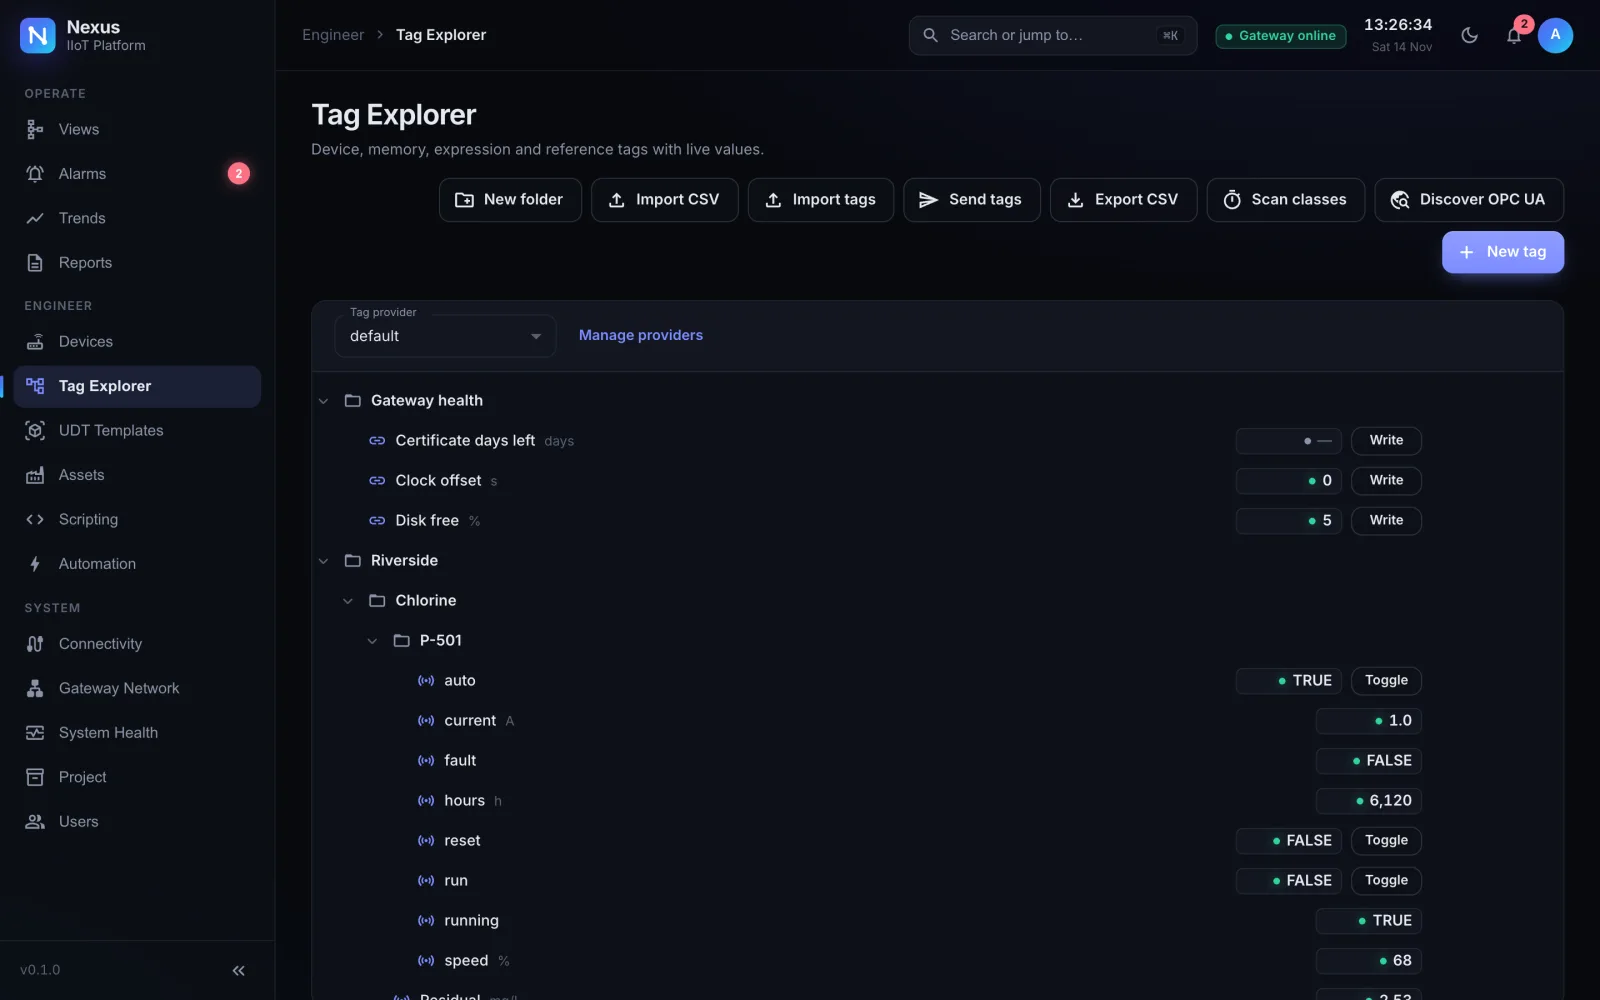 Nexus
IIoT Platform
OPERATE
Views
Alarms
2
Trends
Reports
ENGINEER
Devices
Tag Explorer
UDT Templates
Assets
Scripting
Automation
SYSTEM
Connectivity
Gateway Network
System Health
Project
Users
v0.1.0
Engineer > Tag Explorer
Search or jump to… ⌘K
Gateway online
13:26:34
Sat 14 Nov
2
A
Tag Explorer
Device, memory, expression and reference tags with live values.
New folder
Import CSV
Import tags
Send tags
Export CSV
Scan classes
Discover OPC UA
+ New tag
Tag provider
default
Manage providers
Gateway health
Certificate days left days — Write
Clock offset s 0 Write
Disk free % 5 Write
Riverside
Chlorine
P-501
auto TRUE Toggle
current A 1.0
fault FALSE
hours h 6,120
reset FALSE Toggle
run FALSE Toggle
running TRUE
speed % 68
Residual mg/l 2.53